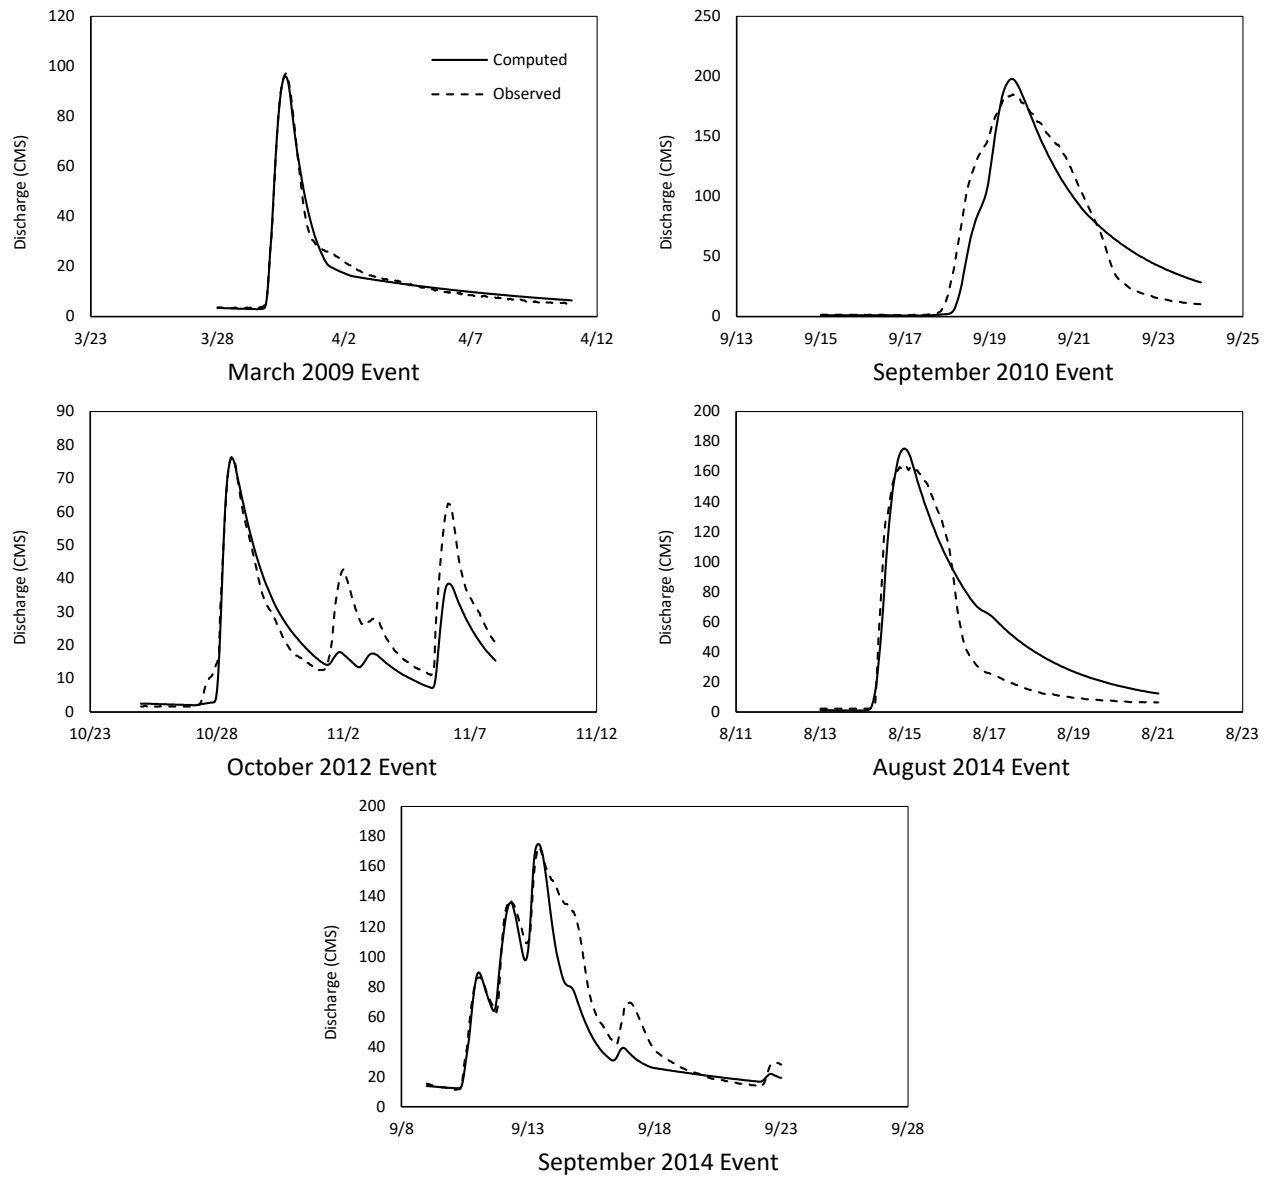 120
100
80
60
40
20
0
Discharge (CMS)
3/23 3/28 4/2 4/7 4/12
Computed
Observed
March 2009 Event
250
200
150
100
50
0
Discharge (CMS)
9/13 9/15 9/17 9/19 9/21 9/23 9/25
September 2010 Event
90
80
70
60
50
40
30
20
10
0
Discharge (CMS)
10/23 10/28 11/2 11/7 11/12
October 2012 Event
200
180
160
140
120
100
80
60
40
20
0
Discharge (CMS)
8/11 8/13 8/15 8/17 8/19 8/21 8/23
August 2014 Event
200
180
160
140
120
100
80
60
40
20
0
Discharge (CMS)
9/8 9/13 9/18 9/23 9/28
September 2014 Event